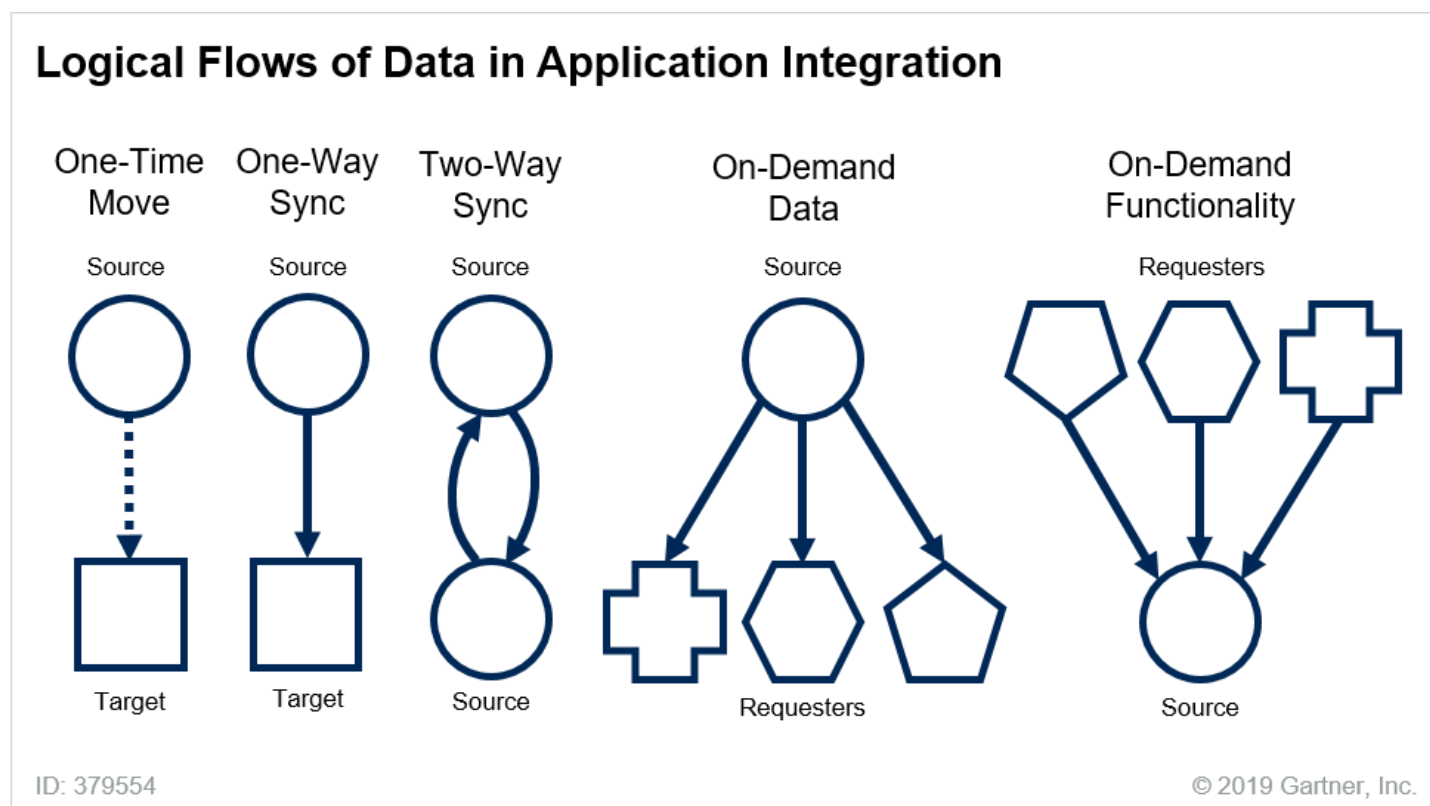 Logical Flows of Data in Application Integration
One-Time
Move
Source
Target
One-Way
Sync
Source
Target
Two-Way
Sync
Source
Source
On-Demand
Data
Source
Requesters
On-Demand
Functionality
Requesters
Source
ID: 379554
© 2019 Gartner, Inc.